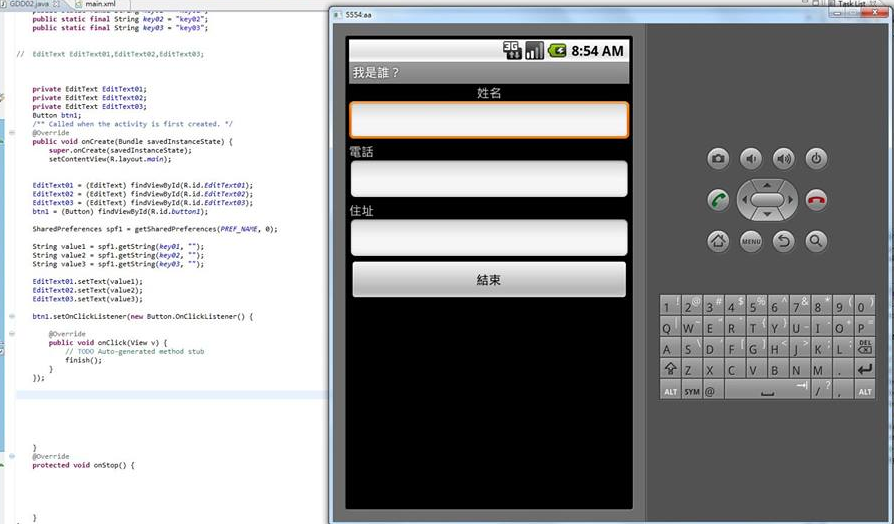 GDD02.java
main.xml
public static final String key02 = "key02";
public static final String key03 = "key03";
// EditText EditText01,EditText02,EditText03;
private EditText EditText01;
private EditText EditText02;
private EditText EditText03;
Button btn1;
/** Called when the activity is first created. */
@Override
public void onCreate(Bundle savedInstanceState) {
super.onCreate(savedInstanceState);
setContentView(R.layout.main);
EditText01 = (EditText) findViewById(R.id.EditText01);
EditText02 = (EditText) findViewById(R.id.EditText02);
EditText03 = (EditText) findViewById(R.id.EditText03);
btn1 = (Button) findViewById(R.id.button1);
SharedPreferences spf1 = getSharedPreferences(PREF_NAME, 0);
String value1 = spf1.getString(key01, "");
String value2 = spf1.getString(key02, "");
String value3 = spf1.getString(key03, "");
EditText01.setText(value1);
EditText02.setText(value2);
EditText03.setText(value3);
btn1.setOnClickListener(new Button.OnClickListener() {
@Override
public void onClick(View v) {
// TODO Auto-generated method stub
finish();
}
});
}
@Override
protected void onStop() {
}
Task List
5554:aa
3G 8:54 AM
我是誰？
姓名
電話
住址
結束
MENU
1 ! 2 @ 3 # 4 $ 5 % 6 ^ 7 & 8 * 9 ( 0 )
Q | W ~ E " R ` T { Y } U _ I - O + P =
A S \ D ' F [ G ] H < J > K ; L : DEL
Z X C V B N M .
ALT SYM @ / ? , ALT